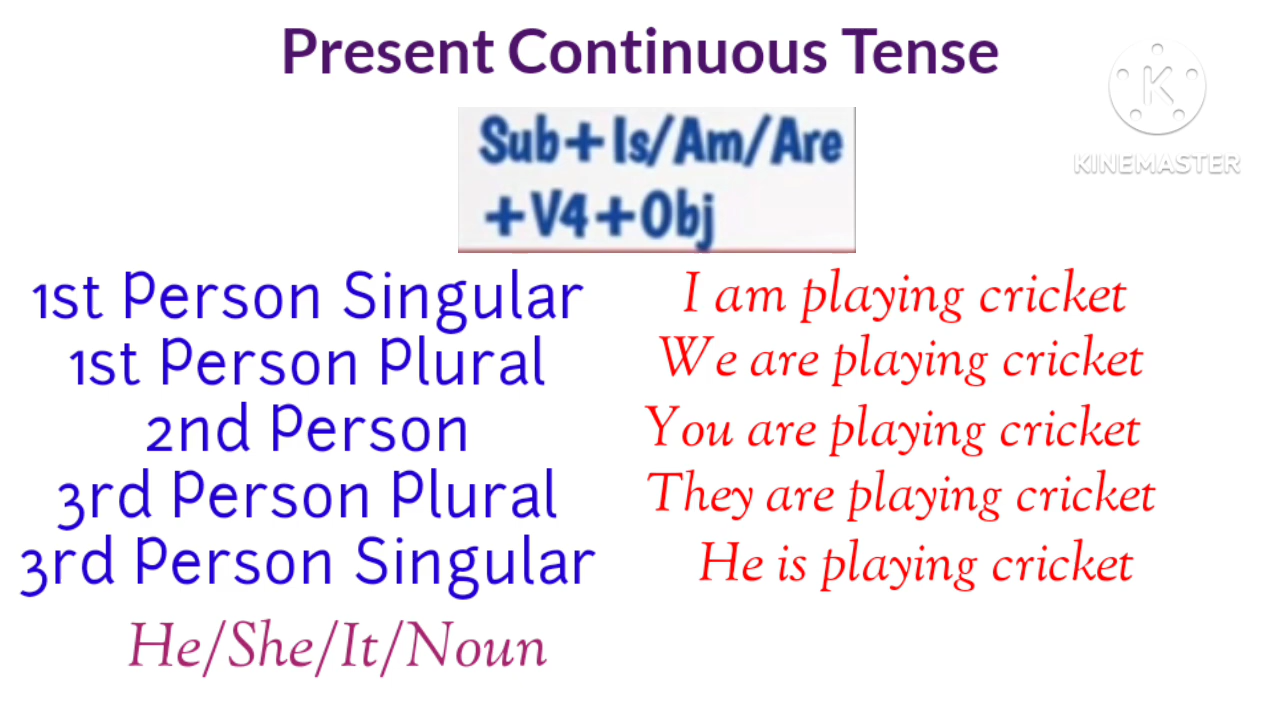 Present Continuous Tense
K
KINEMASTER
Sub+Is/Am/Are
+V4+Obj
1st Person Singular I am playing cricket
1st Person Plural We are playing cricket
2nd Person You are playing cricket
3rd Person Plural They are playing cricket
3rd Person Singular He is playing cricket
He/She/It/Noun